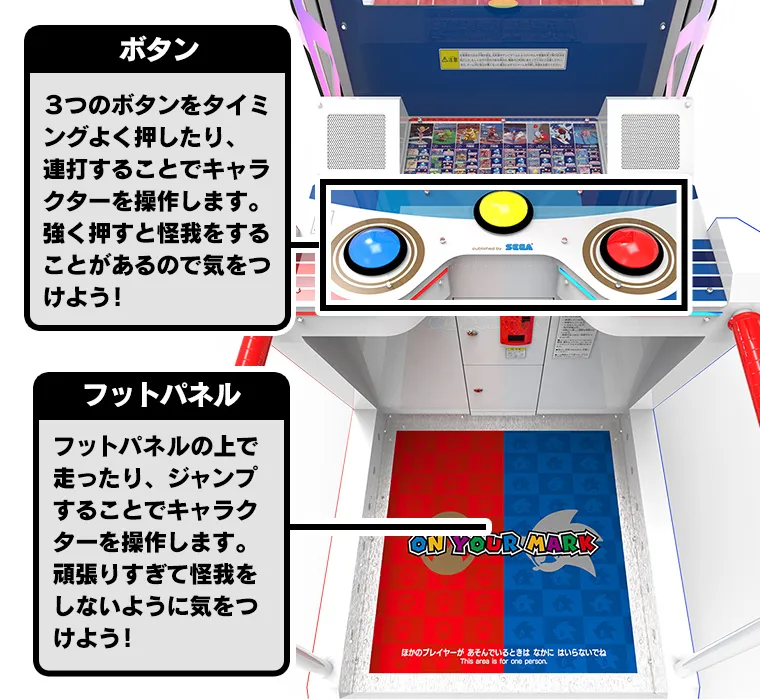 ボタン
3つのボタンをタイミ
ングよく押したり、
連打することでキャラ
クターを操作します。
強く押すと怪我をする
ことがあるので気をつ
けよう！
published by SEGA
フットパネル
フットパネルの上で
走ったり、ジャンプ
することでキャラク
ターを操作します。
頑張りすぎて怪我を
しないように気をつ
けよう！
ON YOUR MARK
ほかのプレイヤーが あそんでいるときは なかに はいらないでね
This area is for one person.